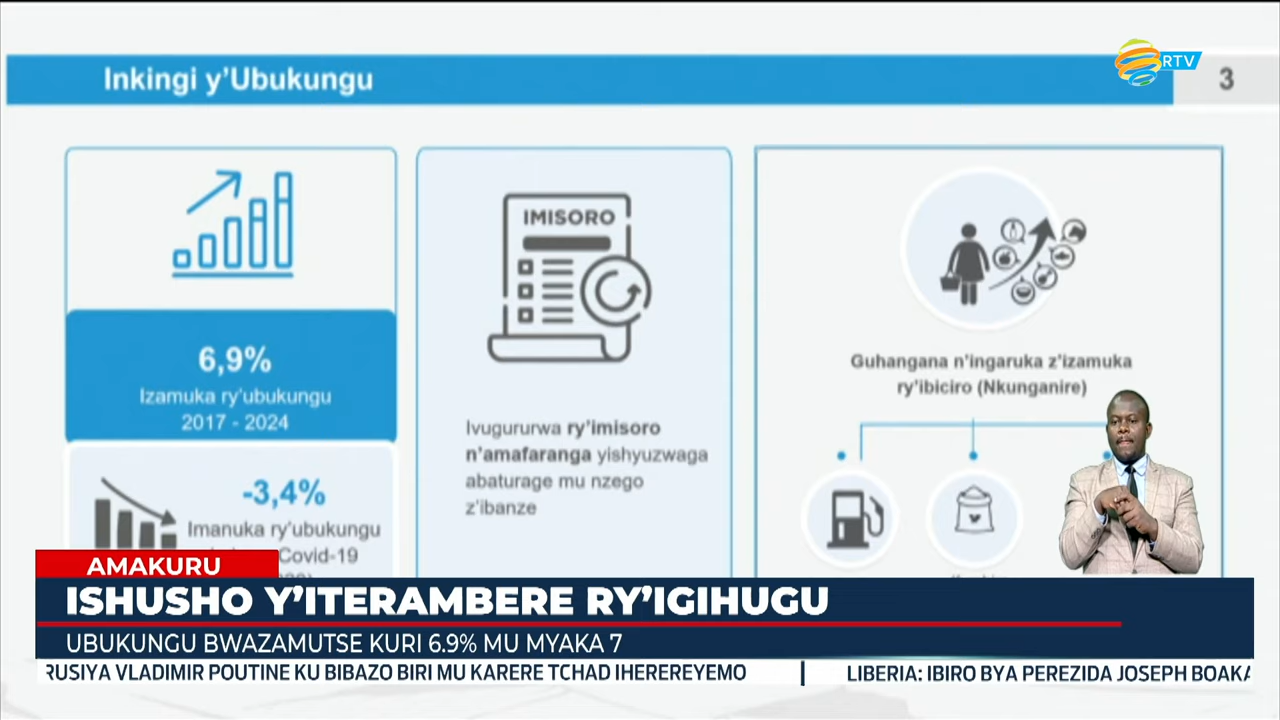 Inkingi y'Ubukungu
RTV
3
6,9%
Izamuka ry'ubukungu
2017 - 2024
-3,4%
Imanuka ry'ubukungu
Covid-19
IMISORO
Ivugururwa ry'imisoro
n'amafaranga yishyuzwaga
abaturage mu nzego
z'ibanze
Guhangana n'ingaruka z'izamuka
ry'ibiciro (Nkunganire)
AMAKURU
ISHUSHO Y'ITERAMBERE RY'IGIHUGU
UBUKUNGU BWAZAMUTSE KURI 6.9% MU MYAKA 7
RUSIYA VLADIMIR POUTINE KU BIBAZO BIRI MU KARERE TCHAD IHEREREYEMO
LIBERIA: IBIRO BYA PEREZIDA JOSEPH BOAKA